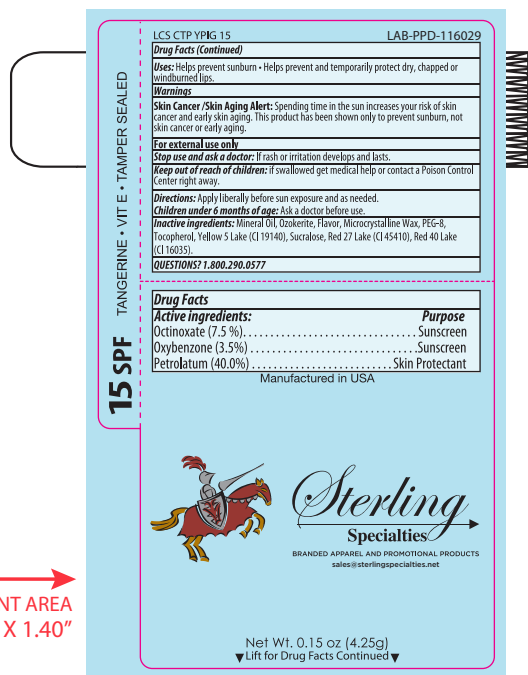 LCS CTP YPIG 15
LAB-PPD-116029
Drug Facts (Continued)
Uses: Helps prevent sunburn • Helps prevent and temporarily protect dry, chapped or
windburned lips.
Warnings
Skin Cancer /Skin Aging Alert: Spending time in the sun increases your risk of skin
cancer and early skin aging. This product has been shown only to prevent sunburn, not
skin cancer or early aging.
For external use only
Stop use and ask a doctor: If rash or irritation develops and lasts.
Keep out of reach of children: if swallowed get medical help or contact a Poison Control
Center right away.
Directions: Apply liberally before sun exposure and as needed.
Children under 6 months of age: Ask a doctor before use.
Inactive ingredients: Mineral Oil, Ozokerite, Flavor, Microcrystalline Wax, PEG-8,
Tocopherol, Yellow 5 Lake (Cl 19140), Sucralose, Red 27 Lake (Cl 45410), Red 40 Lake
(Cl 16035).
QUESTIONS? 1.800.290.0577
15 SPF TANGERINE • VIT E • TAMPER SEALED
Drug Facts
Active ingredients: Purpose
Octinoxate (7.5 %) Sunscreen
Oxybenzone (3.5%) Sunscreen
Petrolatum (40.0%) Skin Protectant
Manufactured in USA
Sterling
Specialties
BRANDED APPAREL AND PROMOTIONAL PRODUCTS
sales@sterlingspecialties.net
NT AREA
X 1.40"
Net Wt. 0.15 oz (4.25g)
▼Lift for Drug Facts Continued▼